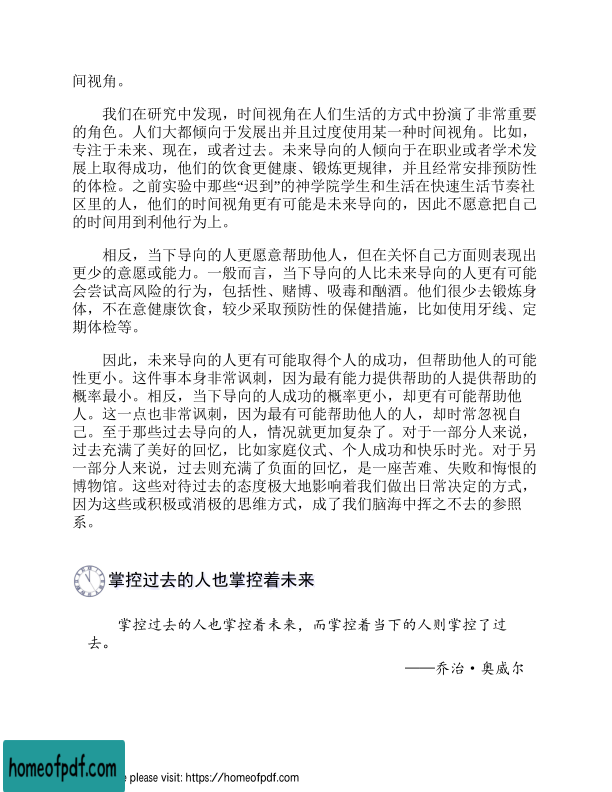 间视角。
我们在研究中发现，时间视角在人们生活的方式中扮演了非常重要
的角色。人们大都倾向于发展出并且过度使用某一种时间视角。比如，
专注于未来、现在，或者过去。未来导向的人倾向于在职业或者学术发
展上取得成功，他们的饮食更健康、锻炼更规律，并且经常安排预防性
的体检。之前实验中那些“迟到”的神学院学生和生活在快速生活节奏社
区里的人，他们的时间视角更有可能是未来导向的，因此不愿意把自己
的时间用到利他行为上。
相反，当下导向的人更愿意帮助他人，但在关怀自己方面则表现出
更少的意愿或能力。一般而言，当下导向的人比未来导向的人更有可能
会尝试高风险的行为，包括性、赌博、吸毒和酗酒。他们很少去锻炼身
体，不在意健康饮食，较少采取预防性的保健措施，比如使用牙线、定
期体检等。
因此，未来导向的人更有可能取得个人的成功，但帮助他人的可能
性更小。这件事本身非常讽刺，因为最有能力提供帮助的人提供帮助的
概率最小。相反，当下导向的人成功的概率更小，却更有可能帮助他
人。这一点也非常讽刺，因为最有可能帮助他人的人，却时常忽视自
己。至于那些过去导向的人，情况就更加复杂了。对于一部分人来说，
过去充满了美好的回忆，比如家庭仪式、个人成功和快乐时光。对于另
一部分人来说，过去则充满了负面的回忆，是一座苦难、失败和悔恨的
博物馆。这些对待过去的态度极大地影响着我们做出日常决定的方式，
因为这些或积极或消极的思维方式，成了我们脑海中挥之不去的参照
系。
掌控过去的人也掌控着未来
掌控过去的人也掌控着未来，而掌控着当下的人则掌控了过
去。
——乔治·奥威尔
homeofpdf.com
e please visit: https://homeofpdf.com